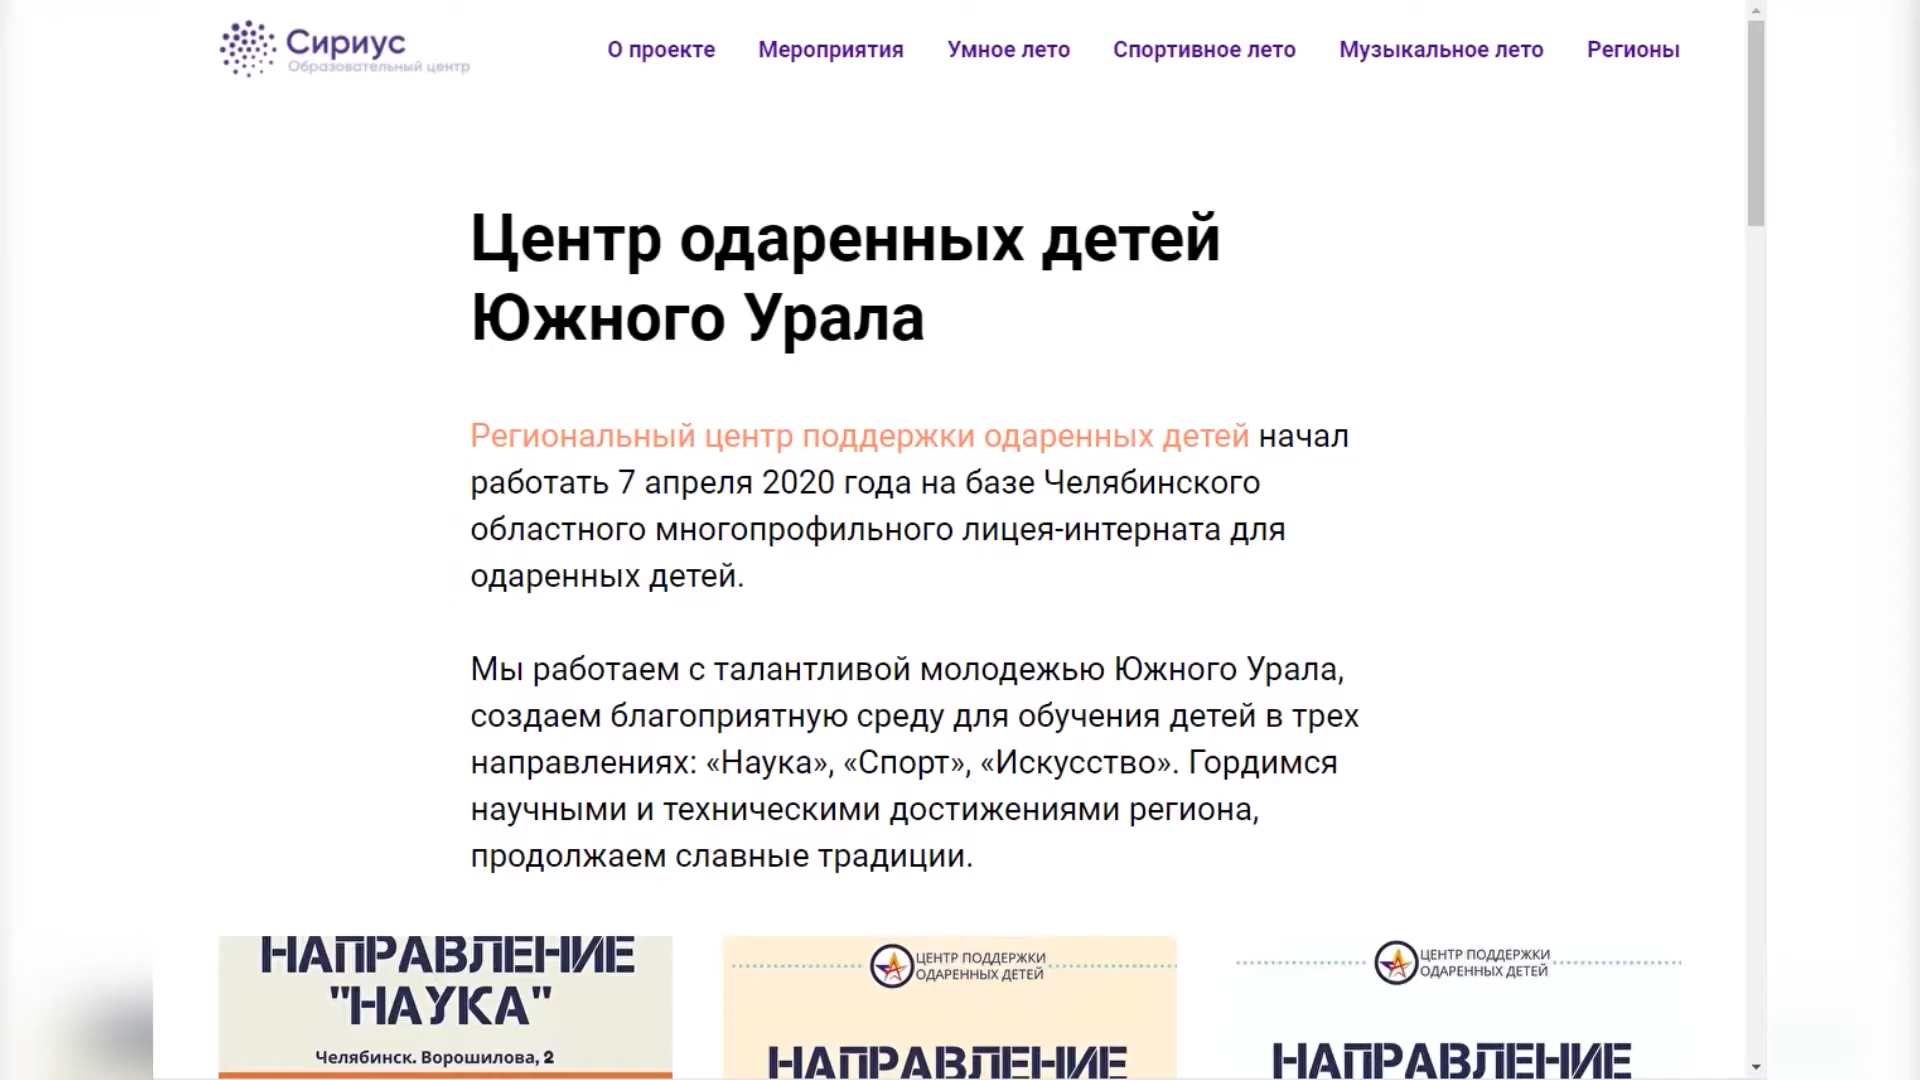 Сириус
Образовательный центр
О проекте Мероприятия Умное лето Спортивное лето Музыкальное лето Регионы
Центр одаренных детей
Южного Урала
Региональный центр поддержки одаренных детей начал
работать 7 апреля 2020 года на базе Челябинского
областного многопрофильного лицея-интерната для
одаренных детей.
Мы работаем с талантливой молодежью Южного Урала,
создаем благоприятную среду для обучения детей в трех
направлениях: «Наука», «Спорт», «Искусство». Гордимся
научными и техническими достижениями региона,
продолжаем славные традиции.
НАПРАВЛЕНИЕ
"НАУКА"
Челябинск. Ворошилова, 2
ЦЕНТР ПОДДЕРЖКИ
ОДАРЕННЫХ ДЕТЕЙ
НАПРАВЛЕНИЕ
ЦЕНТР ПОДДЕРЖКИ
ОДАРЕННЫХ ДЕТЕЙ
НАПРАВЛЕНИЕ